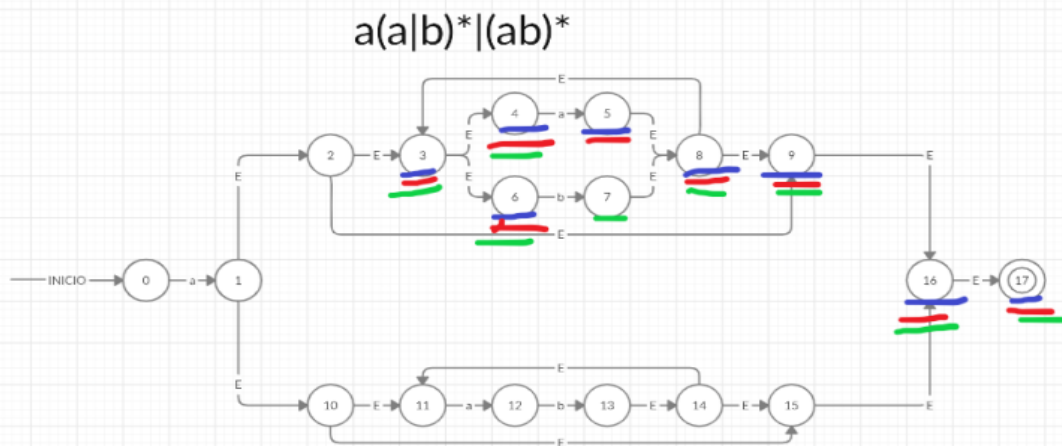 a(a|b)*|(ab)*
E
4 a 5
E E
2 E 3 8 E 9 E
E E E
6 b 7
E
INICIO 0 a 1 16 E 17
E
E
10 E 11 a 12 b 13 E 14 E 15 E
E